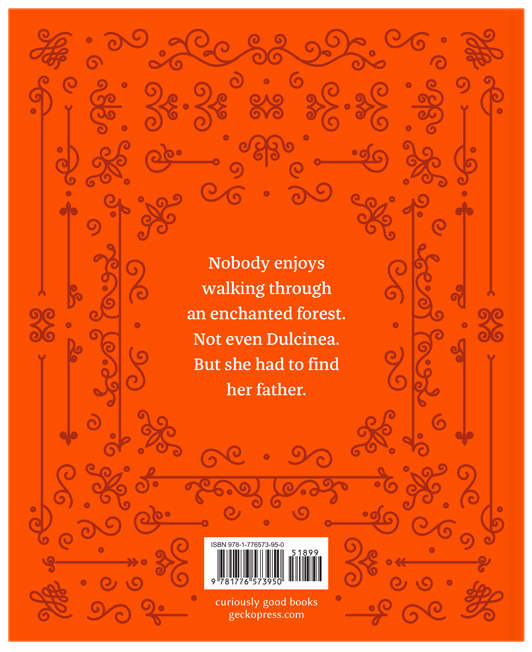 Nobody enjoys
walking through
an enchanted forest.
Not even Dulcinea.
But she had to find
her father.
ISBN 978-1-776573-95-0
51899
9 781776 573950
curiously good books
geckopress.com